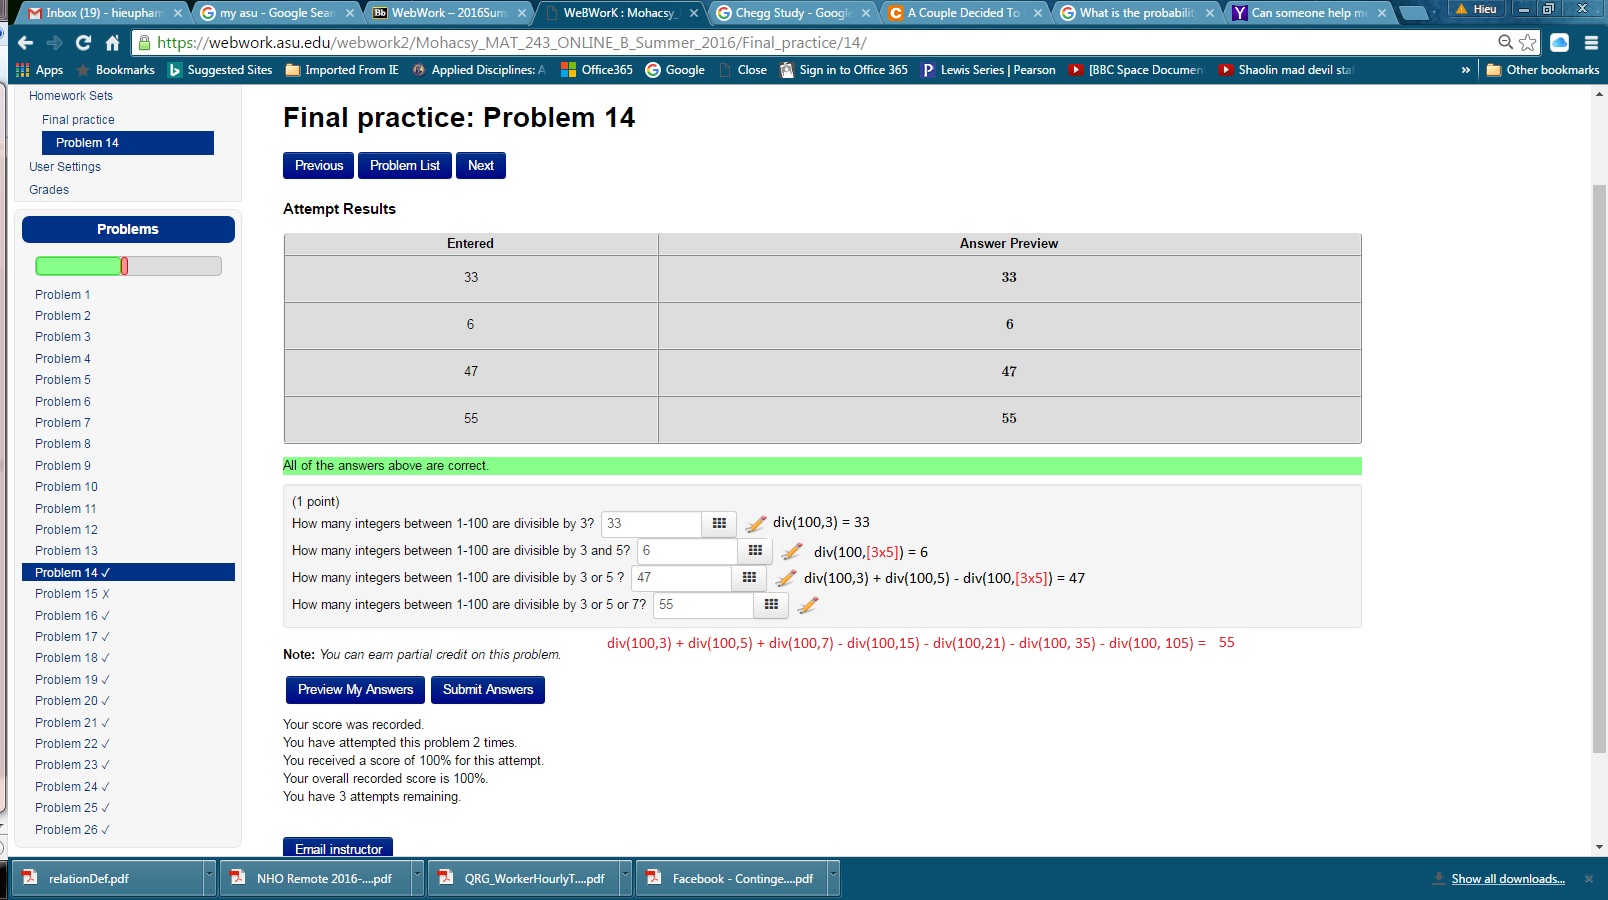 Inbox (19) - hieupham
my asu - Google Sear
Bb WebWork – 2016Sum
WeBWorK : Mohacsy_
Chegg Study - Google
A Couple Decided To
What is the probabilit
Can someone help me
Hieu
https://webwork.asu.edu/webwork2/Mohacsy_MAT_243_ONLINE_B_Summer_2016/Final_practice/14/
Apps Bookmarks Suggested Sites Imported From IE Applied Disciplines: A Office365 Google Close Sign in to Office 365 Lewis Series | Pearson [BBC Space Documen Shaolin mad devil sta » Other bookmarks
Homework Sets
Final practice
Problem 14
User Settings
Grades
Problems
Problem 1
Problem 2
Problem 3
Problem 4
Problem 5
Problem 6
Problem 7
Problem 8
Problem 9
Problem 10
Problem 11
Problem 12
Problem 13
Problem 14 ✓
Problem 15 ✗
Problem 16 ✓
Problem 17 ✓
Problem 18 ✓
Problem 19 ✓
Problem 20 ✓
Problem 21 ✓
Problem 22 ✓
Problem 23 ✓
Problem 24 ✓
Problem 25 ✓
Problem 26 ✓
Final practice: Problem 14
Previous Problem List Next
Attempt Results
Entered Answer Preview
33 33
6 6
47 47
55 55
All of the answers above are correct.
(1 point)
How many integers between 1-100 are divisible by 3? 33 div(100,3) = 33
How many integers between 1-100 are divisible by 3 and 5? 6 div(100,[3x5]) = 6
How many integers between 1-100 are divisible by 3 or 5 ? 47 div(100,3) + div(100,5) - div(100,[3x5]) = 47
How many integers between 1-100 are divisible by 3 or 5 or 7? 55
div(100,3) + div(100,5) + div(100,7) - div(100,15) - div(100,21) - div(100, 35) - div(100, 105) = 55
Note: You can earn partial credit on this problem.
Preview My Answers Submit Answers
Your score was recorded.
You have attempted this problem 2 times.
You received a score of 100% for this attempt.
Your overall recorded score is 100%.
You have 3 attempts remaining.
Email instructor
relationDef.pdf
NHO Remote 2016-....pdf
QRG_WorkerHourlyT....pdf
Facebook - Continge....pdf
Show all downloads...